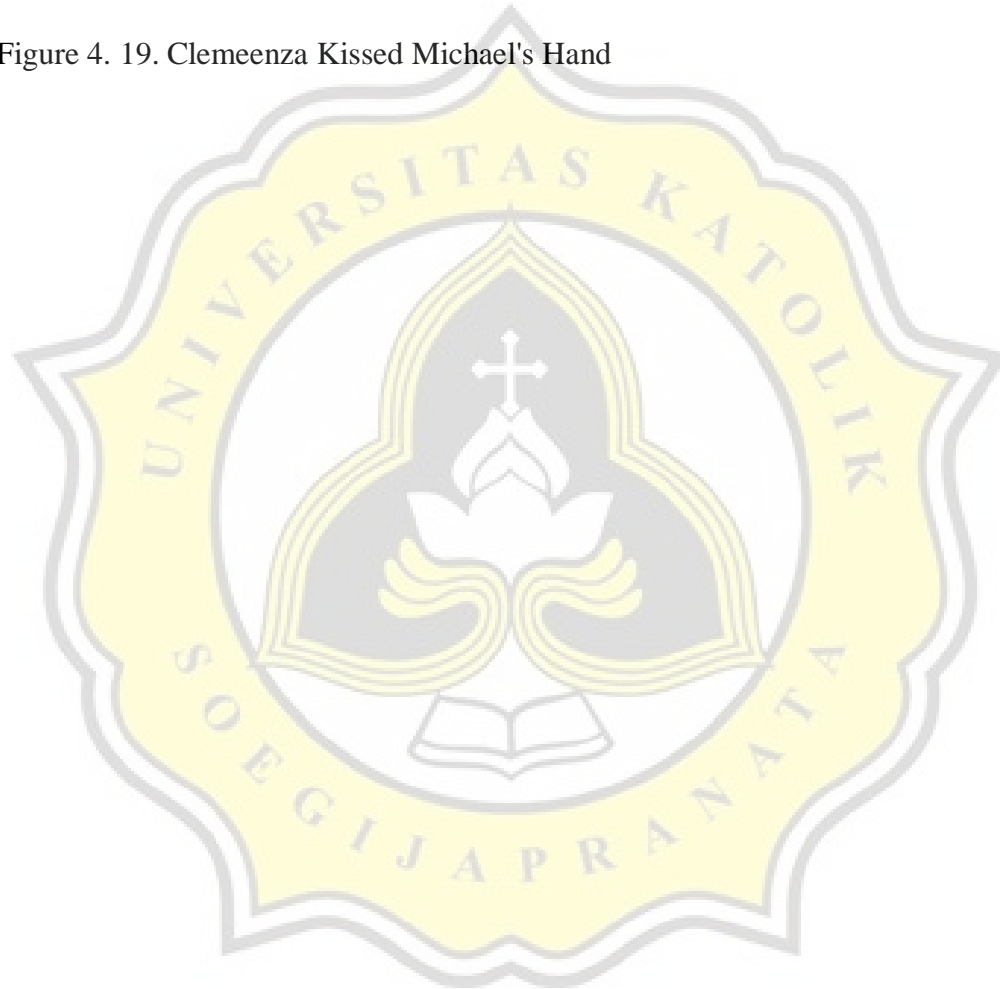 Figure 4. 19. Clemeenza Kissed Michael's Hand
UNIVERSITAS KATOLIK
SOEGIJAPRANATA